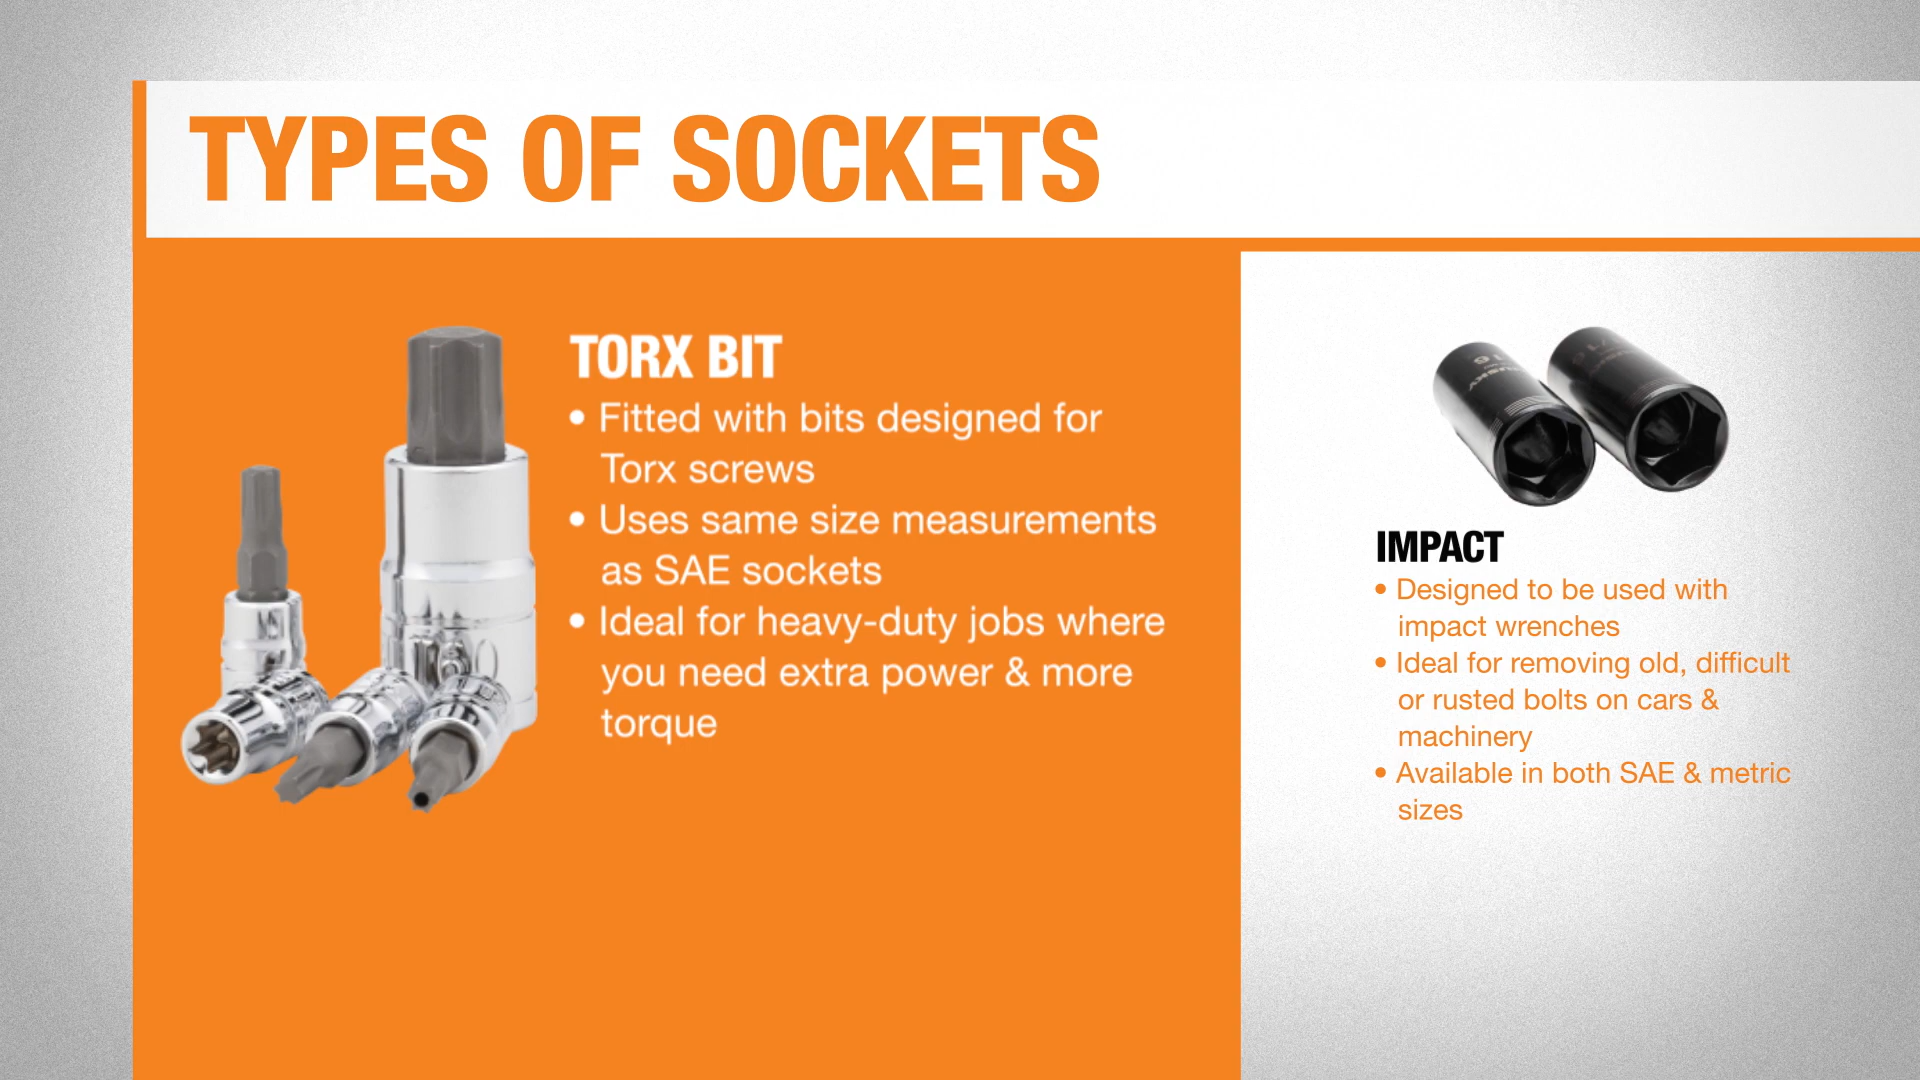 TYPES OF SOCKETS
TORX BIT
• Fitted with bits designed for
Torx screws
• Uses same size measurements
as SAE sockets
• Ideal for heavy-duty jobs where
you need extra power & more
torque
HUSKY
16
IMPACT
• Designed to be used with
impact wrenches
• Ideal for removing old, difficult
or rusted bolts on cars &
machinery
• Available in both SAE & metric
sizes